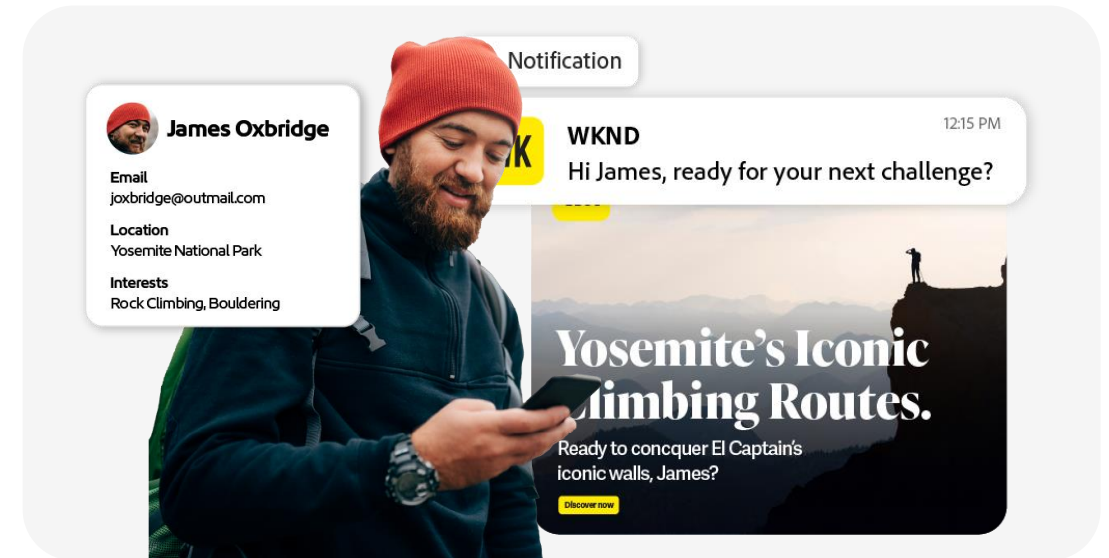 Notification
James Oxbridge
Email
joxbridge@outmail.com
Location
Yosemite National Park
Interests
Rock Climbing, Bouldering
WKND
12:15 PM
Hi James, ready for your next challenge?
Yosemite’s Iconic
Climbing Routes.
Ready to concquer El Captain’s
iconic walls, James?
Discover now